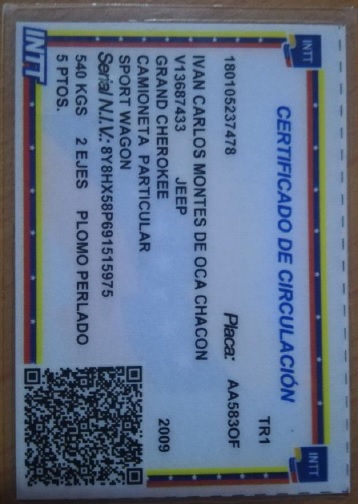 INTT
INTT
INTT
CERTIFICADO DE CIRCULACIÓN
TR1
180105237478 Placa: AA583OF
IVAN CARLOS MONTES DE OCA CHACON
V13687433 JEEP
GRAND CHEROKEE 2009
CAMIONETA PARTICULAR
SPORT WAGON
Serial N.I.V.: 8Y8HX58P691515975
540 KGS 2 EJES PLOMO PERLADO
5 PTOS.